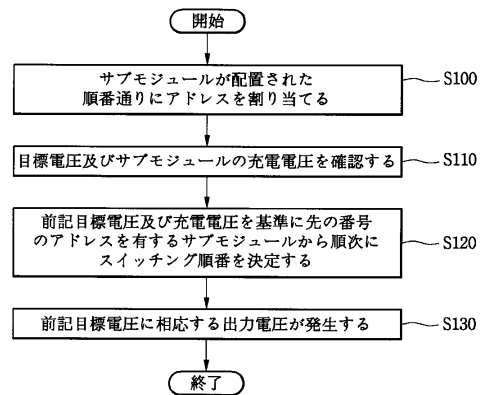 開始
サブモジュールが配置された
順番通りにアドレスを割り当てる
S100
目標電圧及びサブモジュールの充電電圧を確認する
S110
前記目標電圧及び充電電圧を基準に先の番号
のアドレスを有するサブモジュールから順次に
スイッチング順番を決定する
S120
前記目標電圧に相応する出力電圧が発生する
S130
終了